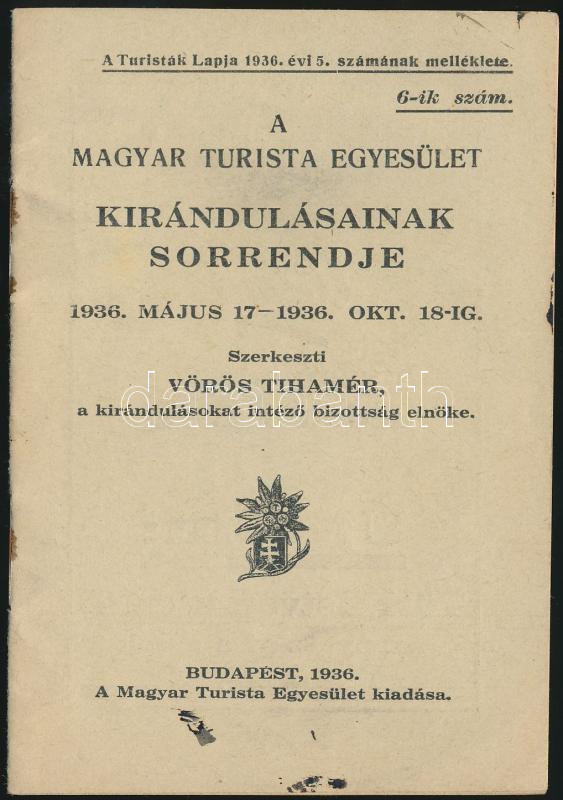 A Turisták Lapja 1936. évi 5. számának melléklete.
6-ik szám.
A
MAGYAR TURISTA EGYESÜLET
KIRÁNDULÁSAINAK
SORRENDJE
1936. MÁJUS 17—1936. OKT. 18-IG.
Szerkeszti
VÖRÖS TIHAMÉR,
darabanth
a kirándulásokat intéző bizottság elnöke.
BUDAPEST, 1936.
A Magyar Turista Egyesület kiadása.